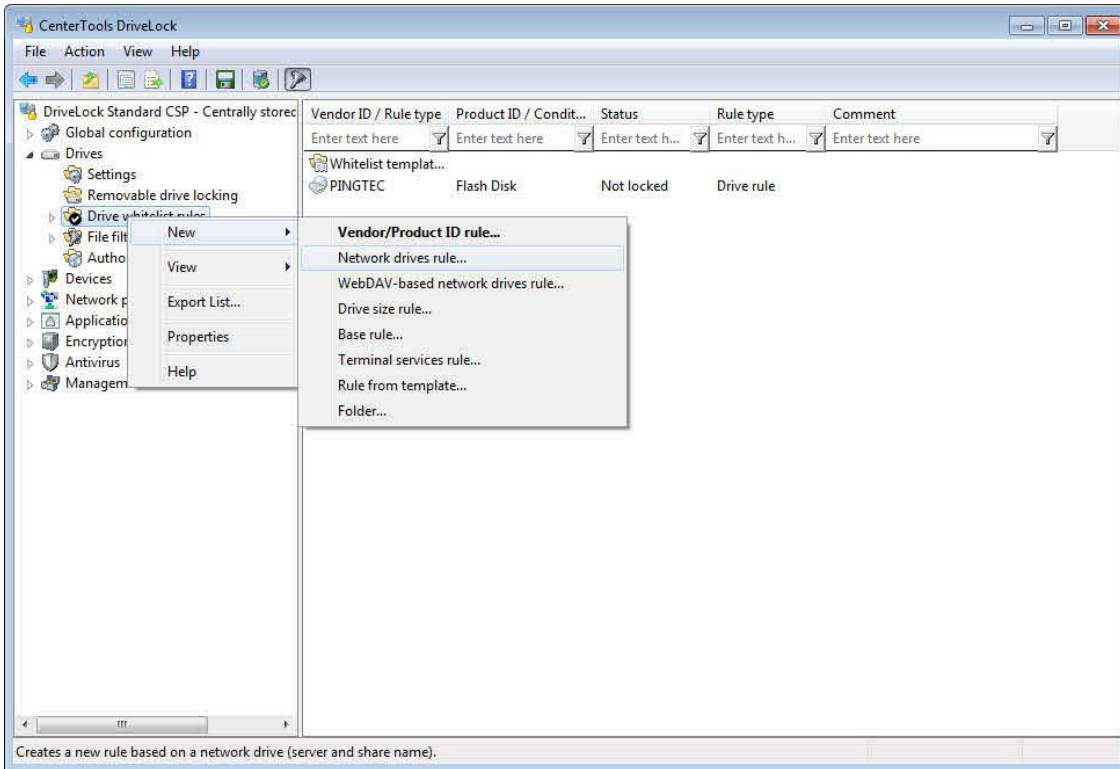 CenterTools DriveLock
File Action View Help
DriveLock Standard CSP - Centrally stored
Global configuration
Drives
Settings
Removable drive locking
Drive whitelist rules
File filt
Autho
Devices
Network p
Applicatio
Encryption
Antivirus
Managem
New
View
Export List...
Properties
Help
Vendor/Product ID rule...
Network drives rule...
WebDAV-based network drives rule...
Drive size rule...
Base rule...
Terminal services rule...
Rule from template...
Folder...
Vendor ID / Rule type Product ID / Condit... Status Rule type Comment
Enter text here Enter text here Enter text h... Enter text h... Enter text here
Whitelist templat...
PINGTEC Flash Disk Not locked Drive rule
Creates a new rule based on a network drive (server and share name).